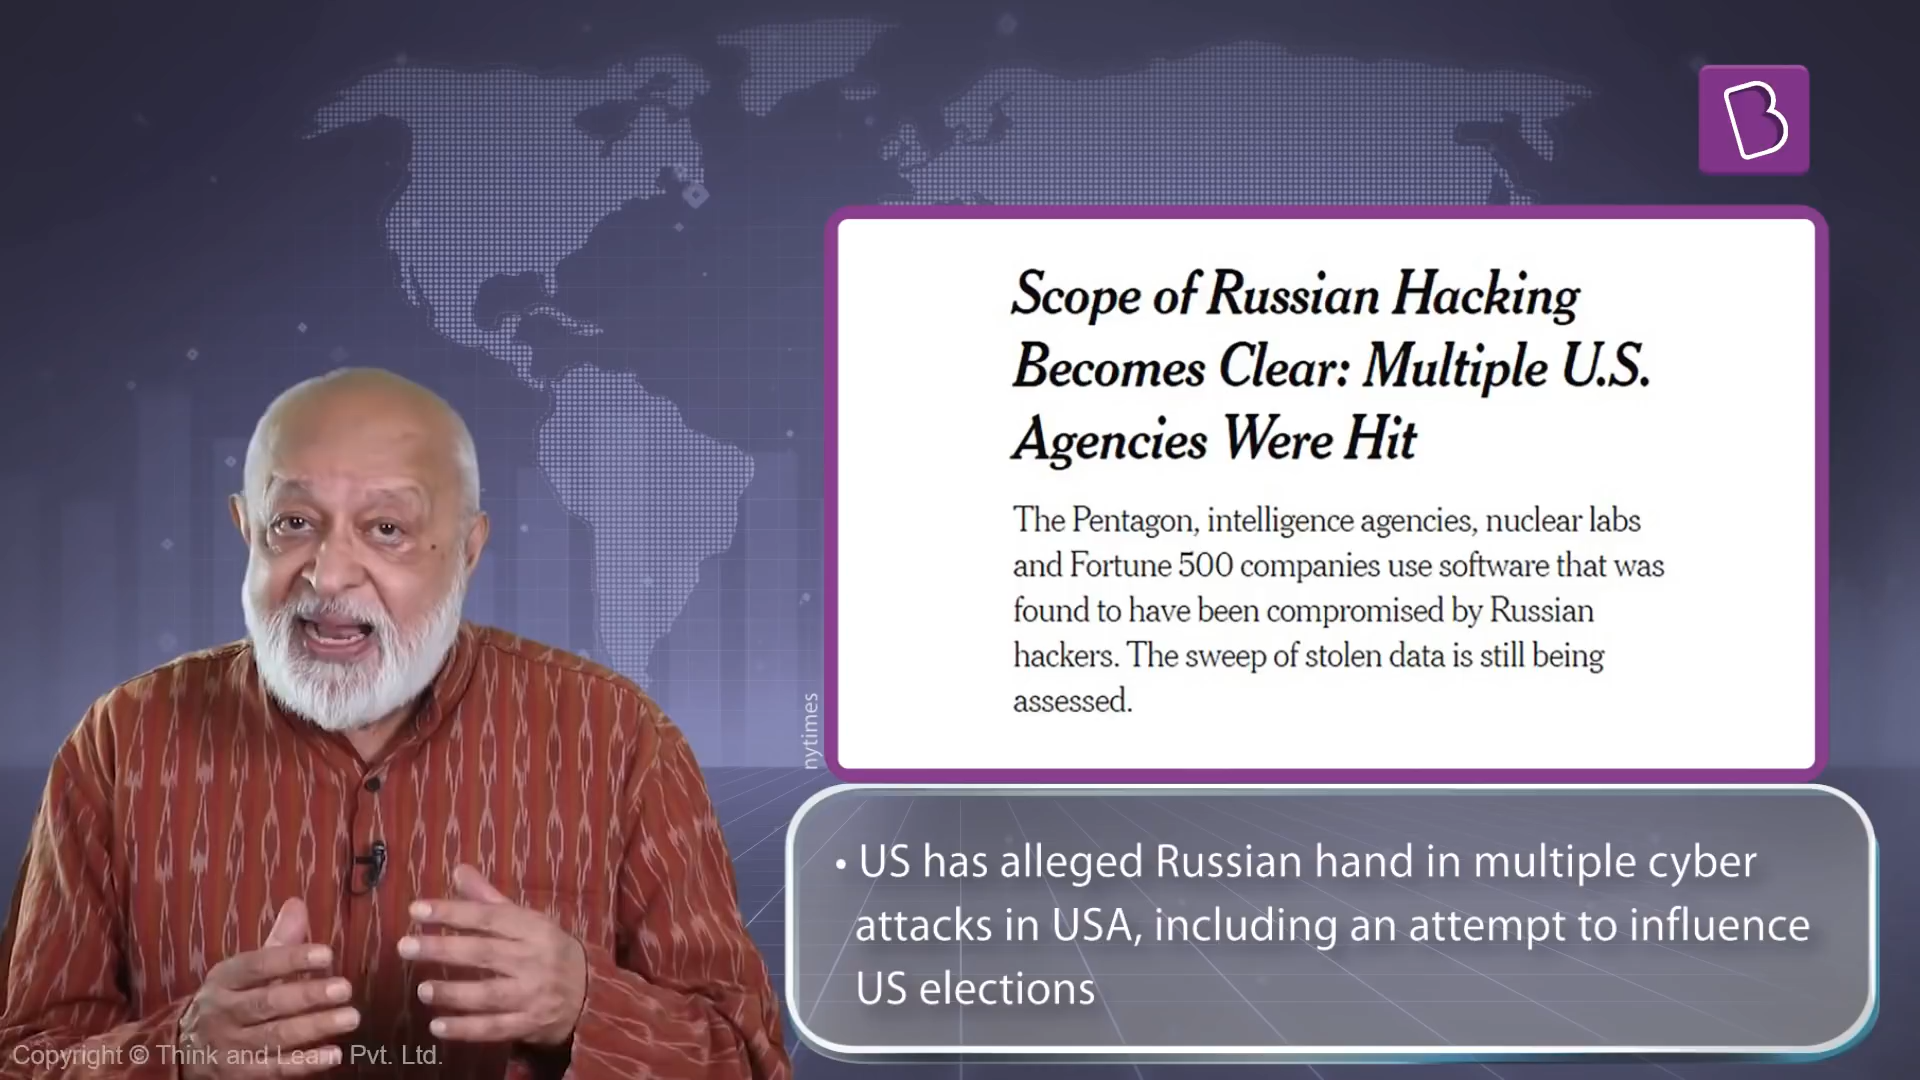 B
Scope of Russian Hacking
Becomes Clear: Multiple U.S.
Agencies Were Hit
The Pentagon, intelligence agencies, nuclear labs
and Fortune 500 companies use software that was
found to have been compromised by Russian
hackers. The sweep of stolen data is still being
assessed.
nytimes
• US has alleged Russian hand in multiple cyber
attacks in USA, including an attempt to influence
US elections
Copyright © Think and Learn Pvt. Ltd.